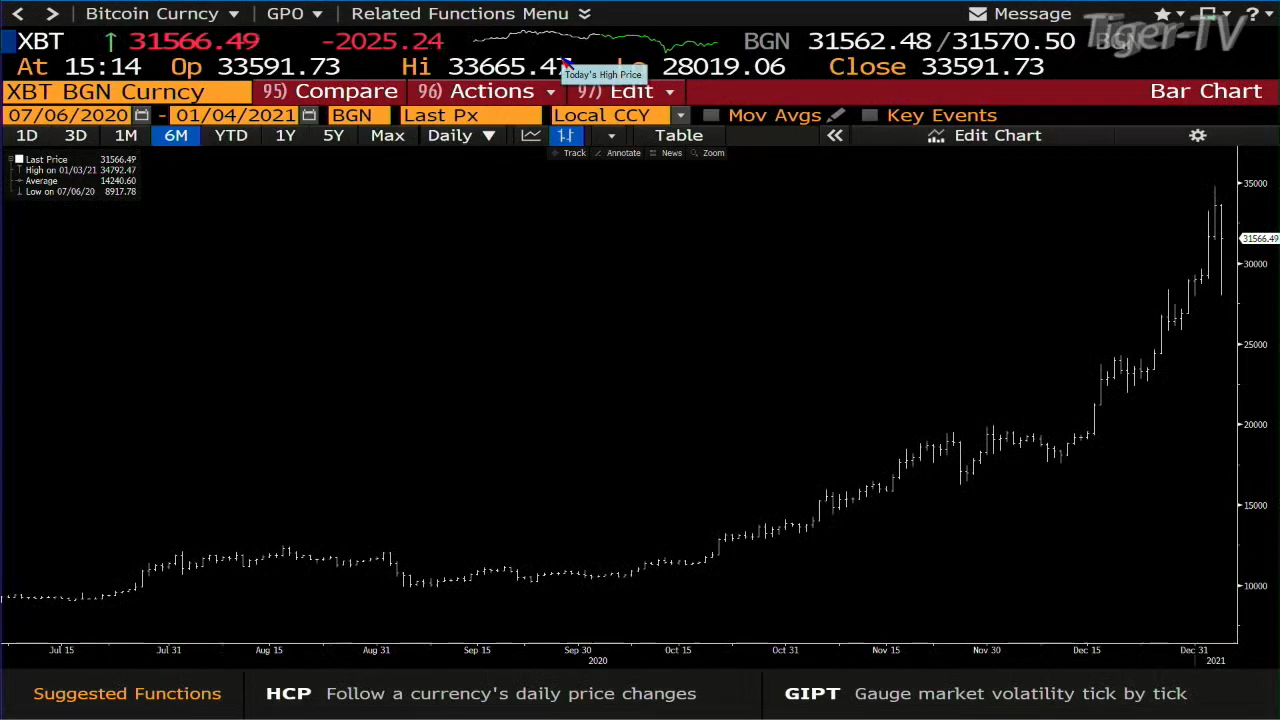 < > Bitcoin Curncy ▼ GPO ▼ Related Functions Menu Message ?
XBT ↑ 31566.49 -2025.24 BGN 31562.48/31570.50 BGN
Tiger-TV
At 15:14 Op 33591.73 Hi 33665.47 Lo 28019.06 Close 33591.73
Today's High Price
XBT BGN Curncy 95) Compare 96) Actions 97) Edit Bar Chart
07/06/2020 - 01/04/2021 BGN Last Px Local CCY Mov Avgs Key Events
1D 3D 1M 6M YTD 1Y 5Y Max Daily ▼ Table « Edit Chart
Track Annotate News Zoom
Last Price 31566.49
High on 01/03/21 34792.47
Average 14240.60
Low on 07/06/20 8917.78
35000
31566.49
30000
25000
20000
15000
10000
Jul 15 Jul 31 Aug 15 Aug 31 Sep 15 Sep 30 Oct 15 Oct 31 Nov 15 Nov 30 Dec 15 Dec 31
2020 2021
Suggested Functions HCP Follow a currency's daily price changes GIPT Gauge market volatility tick by tick